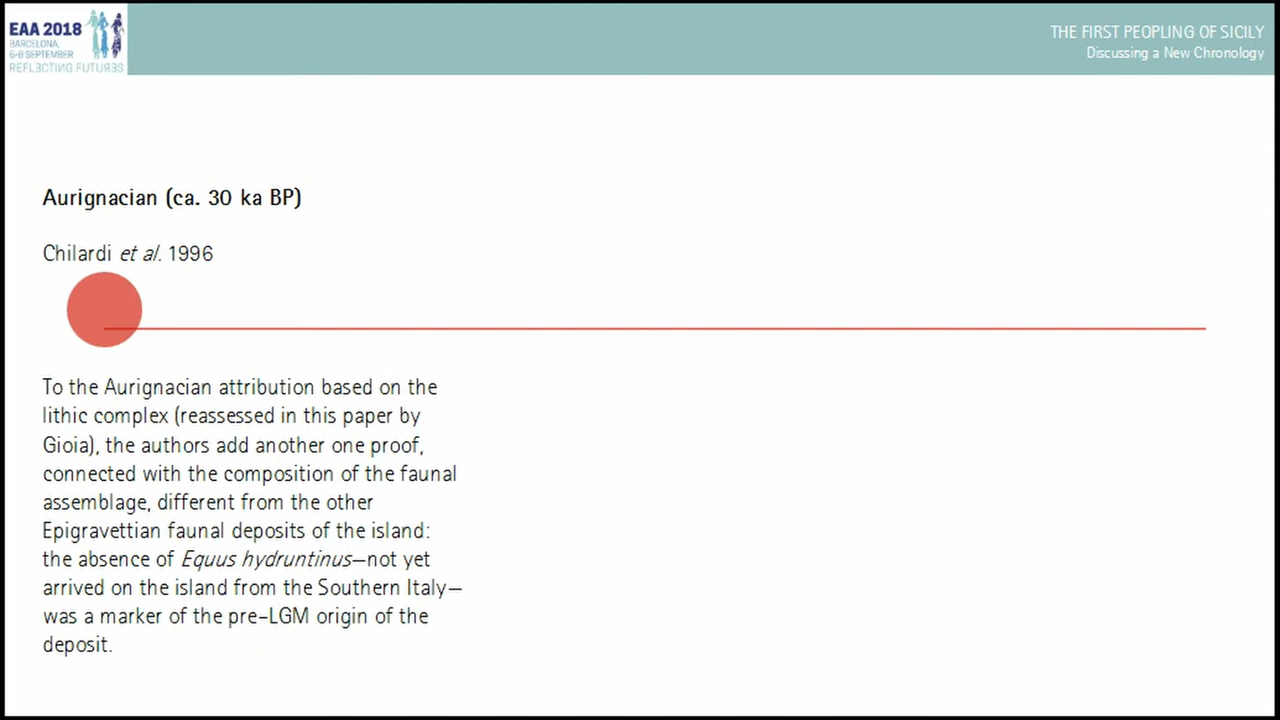 EAA 2018
BARCELONA,
5-8 SEPTEMBER
REFLECTING FUTURES
THE FIRST PEOPLING OF SICILY
Discussing a New Chronology
Aurignacian (ca. 30 ka BP)
Chilardi et al. 1996
To the Aurignacian attribution based on the
lithic complex (reassessed in this paper by
Gioia), the authors add another one proof,
connected with the composition of the faunal
assemblage, different from the other
Epigravettian faunal deposits of the island:
the absence of Equus hydruntinus—not yet
arrived on the island from the Southern Italy—
was a marker of the pre-LGM origin of the
deposit.